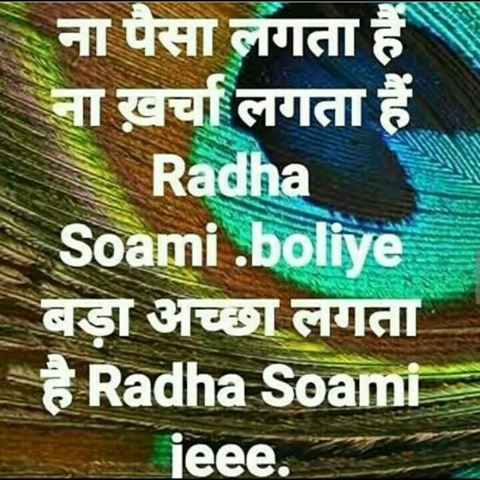 ना पैसा लगता हैं
ना ख़र्चा लगता हैं
Radha
Soami .boliye
बड़ा अच्छा लगता
है Radha Soami
jeee.